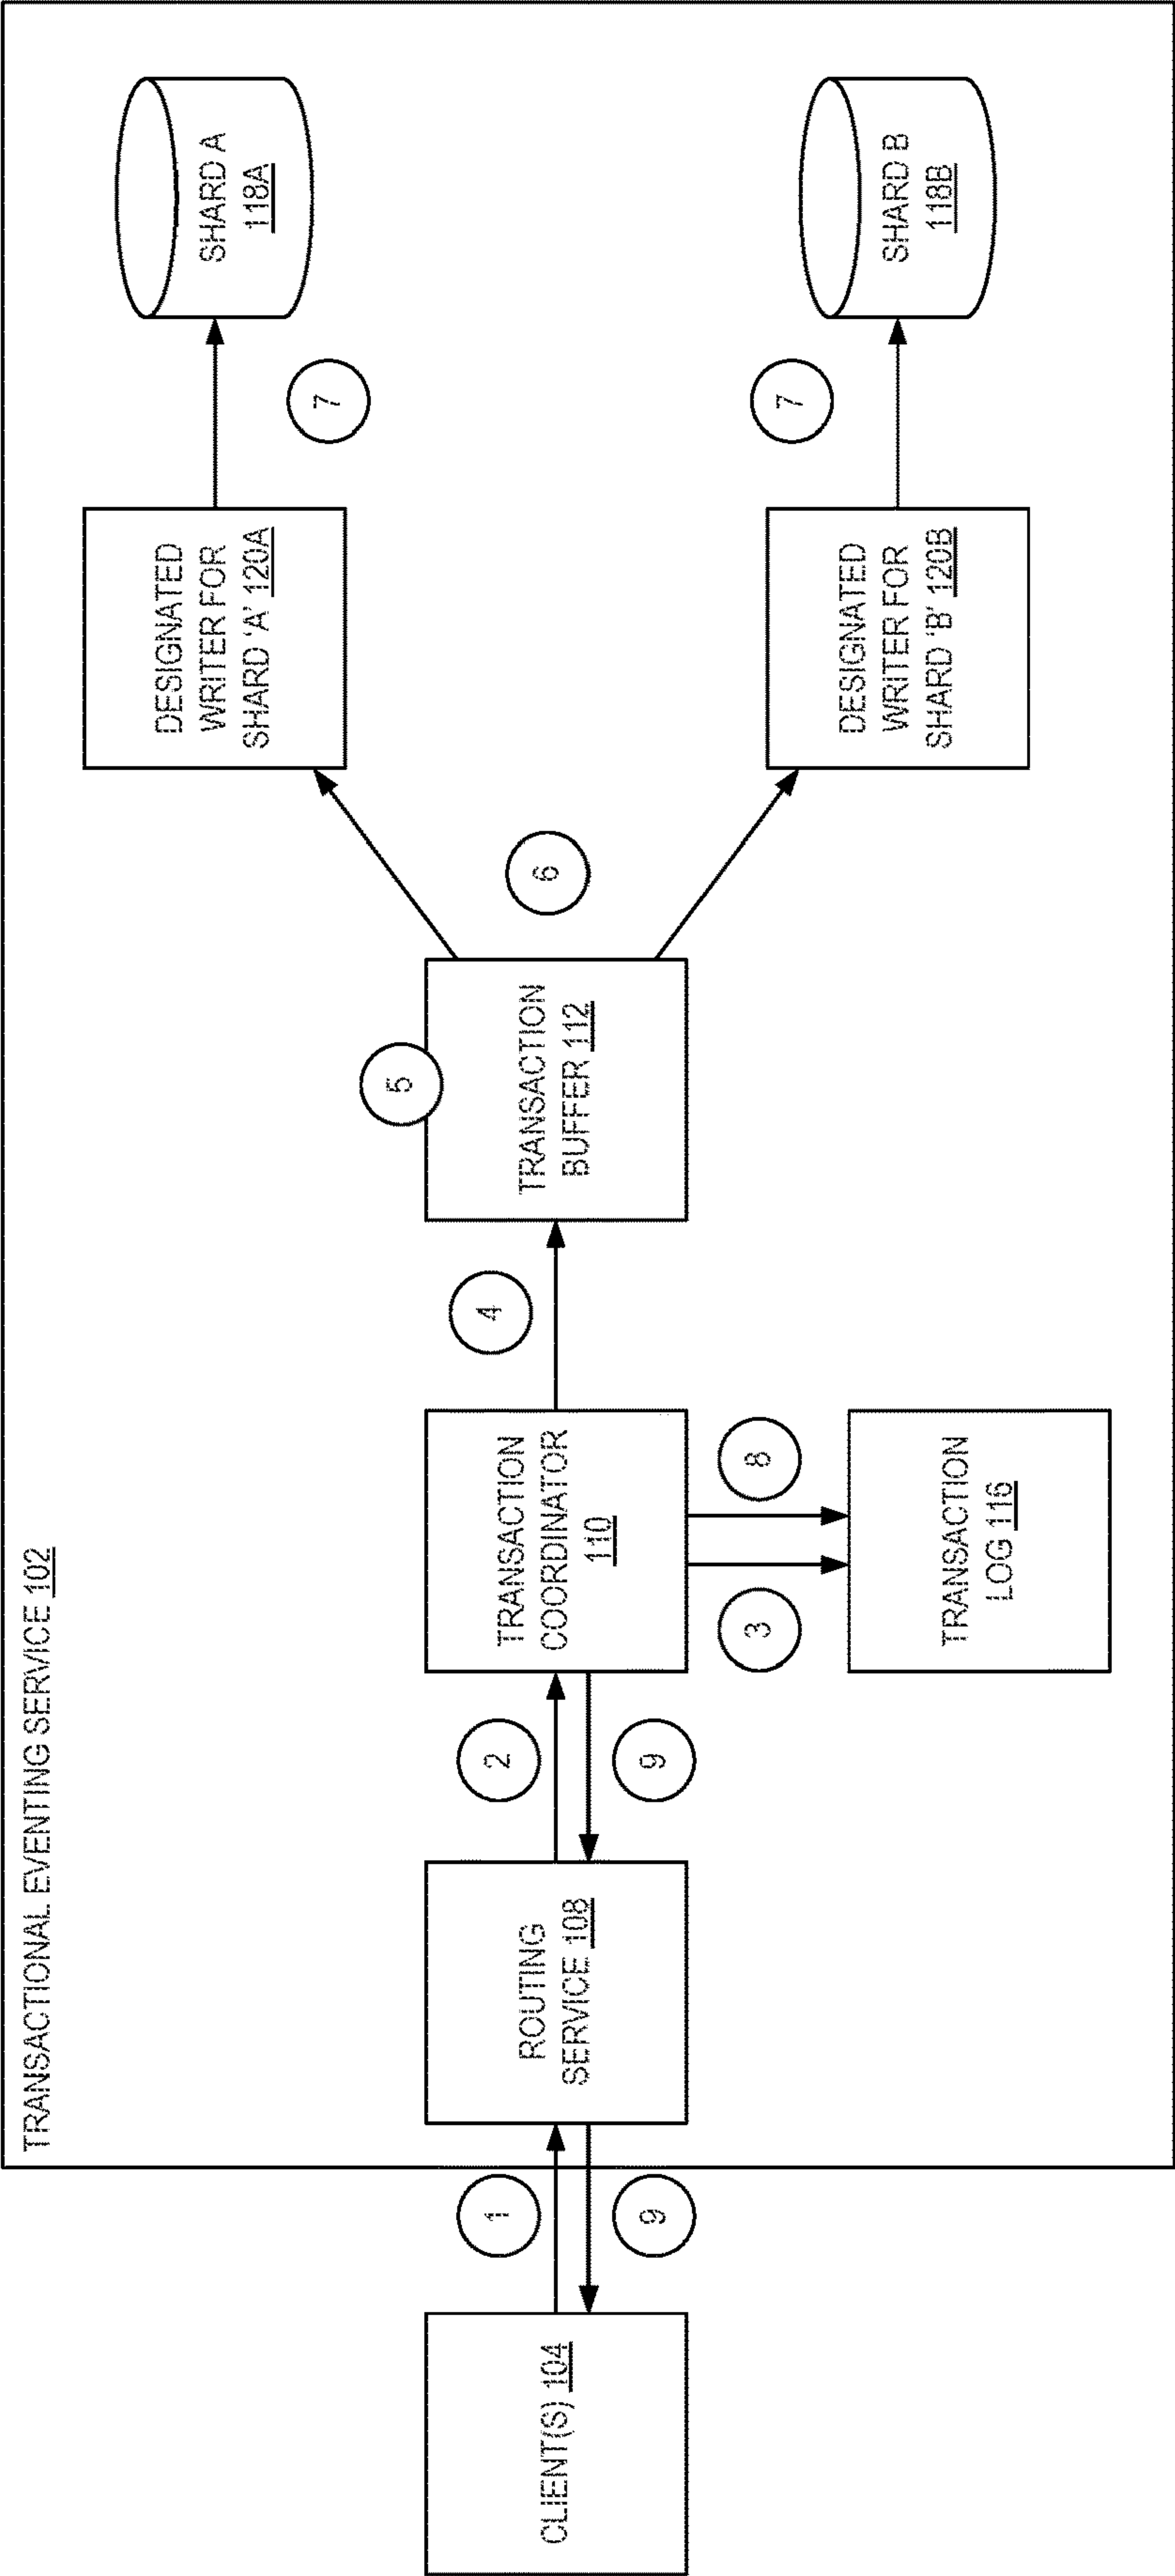 TRANSACTIONAL EVENTING SERVICE 102
CLIENT(S) 104
1
9
ROUTING
SERVICE 108
2
9
TRANSACTION
COORDINATOR
110
3
8
TRANSACTION
LOG 116
4
5
TRANSACTION
BUFFER 112
6
DESIGNATED
WRITER FOR
SHARD 'A' 120A
7
SHARD A
118A
DESIGNATED
WRITER FOR
SHARD 'B' 120B
7
SHARD B
118B